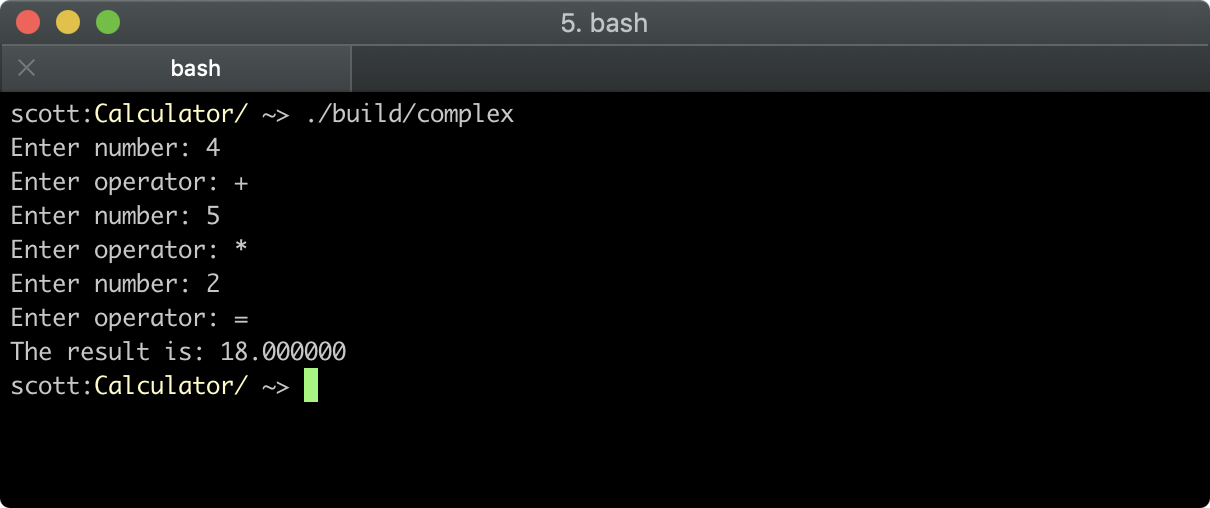 5. bash
bash
scott:Calculator/ ~> ./build/complex
Enter number: 4
Enter operator: +
Enter number: 5
Enter operator: *
Enter number: 2
Enter operator: =
The result is: 18.000000
scott:Calculator/ ~>